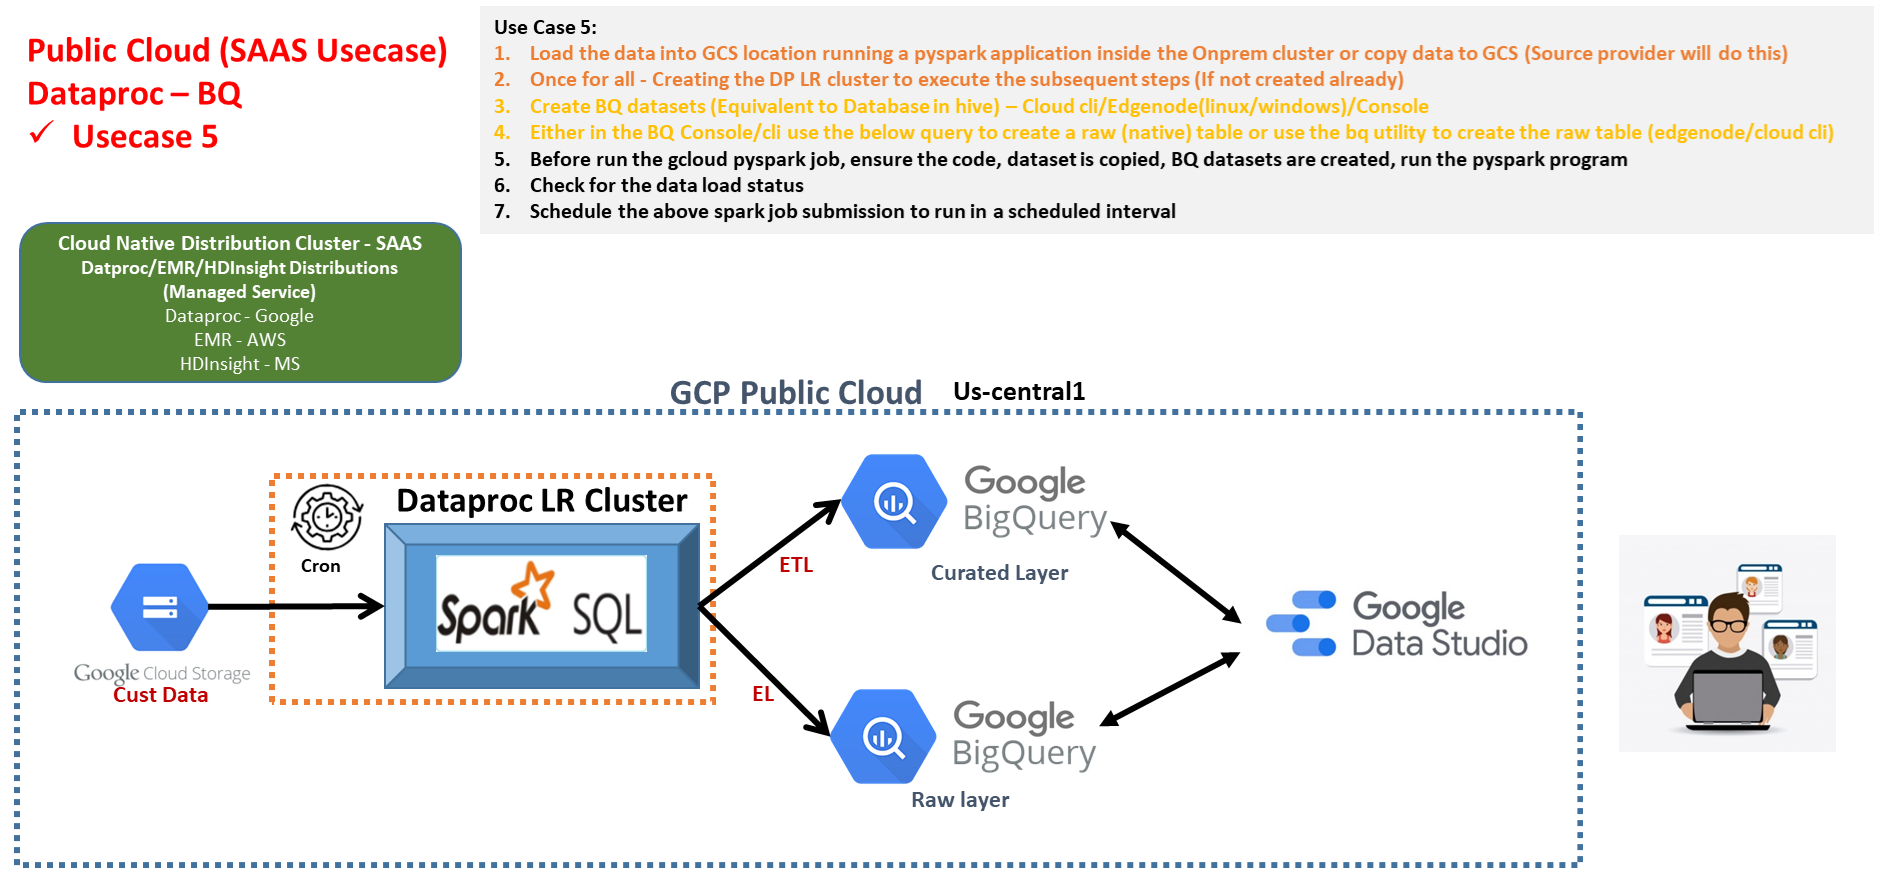 Public Cloud (SAAS Usecase)
Dataproc – BQ
✓ Usecase 5
Use Case 5:
1. Load the data into GCS location running a pyspark application inside the Onprem cluster or copy data to GCS (Source provider will do this)
2. Once for all - Creating the DP LR cluster to execute the subsequent steps (If not created already)
3. Create BQ datasets (Equivalent to Database in hive) – Cloud cli/Edgenode(linux/windows)/Console
4. Either in the BQ Console/cli use the below query to create a raw (native) table or use the bq utility to create the raw table (edgenode/cloud cli)
5. Before run the gcloud pyspark job, ensure the code, dataset is copied, BQ datasets are created, run the pyspark program
6. Check for the data load status
7. Schedule the above spark job submission to run in a scheduled interval
Cloud Native Distribution Cluster - SAAS
Datproc/EMR/HDInsight Distributions
(Managed Service)
Dataproc - Google
EMR - AWS
HDInsight - MS
GCP Public Cloud Us-central1
Dataproc LR Cluster
Cron
Spark SQL
Google Cloud Storage
Cust Data
ETL
EL
Google
BigQuery
Curated Layer
Google
BigQuery
Raw layer
Google
Data Studio